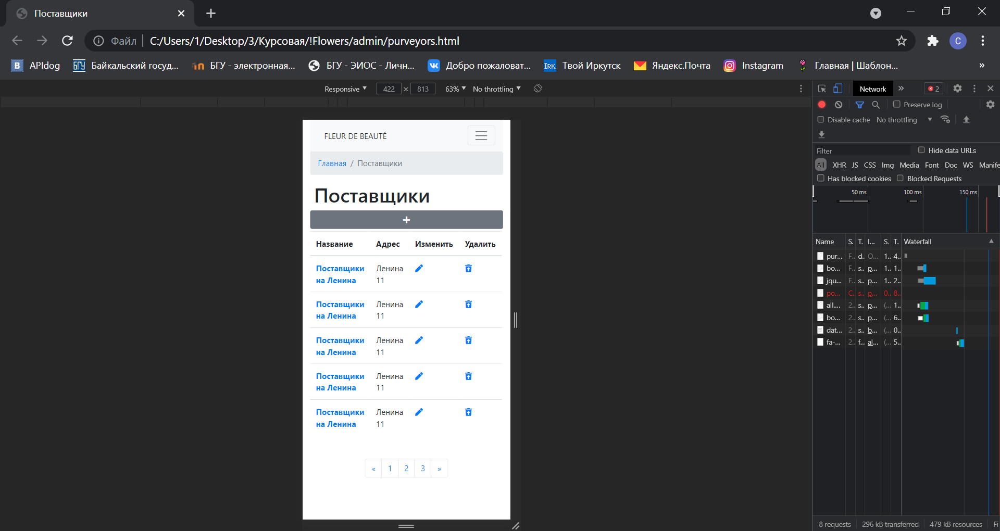 Поставщики
Файл C:/Users/1/Desktop/3/Курсовая/!Flowers/admin/purveyors.html
B APIdog БГУ Байкальский госуд... БГУ - электронная... БГУ - ЭИОС - Личн... Добро пожаловат... IRK. Твой Иркутск Яндекс.Почта Instagram Главная | Шаблон... »
Responsive 422 × 813 63% No throttling
Network » 2
Preserve log
Disable cache No throttling
Filter Hide data URLs
All XHR JS CSS Img Media Font Doc WS Manife
Has blocked cookies Blocked Requests
50 ms 100 ms 150 ms
Name S. T. I... S. T. Waterfall
pur... F.. d.. O... 1.. 4..
bo... F.. s.. p... 1.. 1..
jqu... F.. s.. p... 1.. 2..
po... C.. s.. p... 0.. 8..
all.... 2.. s.. p... (... 1..
bo... 2.. s.. p... (... 6..
dat... 2.. s.. b... (... 0..
fa-... 2.. f.. al... (... 5..
8 requests 296 kB transferred 479 kB resources Fi
FLEUR DE BEAUTÉ
Главная / Поставщики
Поставщики
+
Название Адрес Изменить Удалить
Поставщики Ленина
на Ленина 11
Поставщики Ленина
на Ленина 11
Поставщики Ленина
на Ленина 11
Поставщики Ленина
на Ленина 11
Поставщики Ленина
на Ленина 11
« 1 2 3 »
C